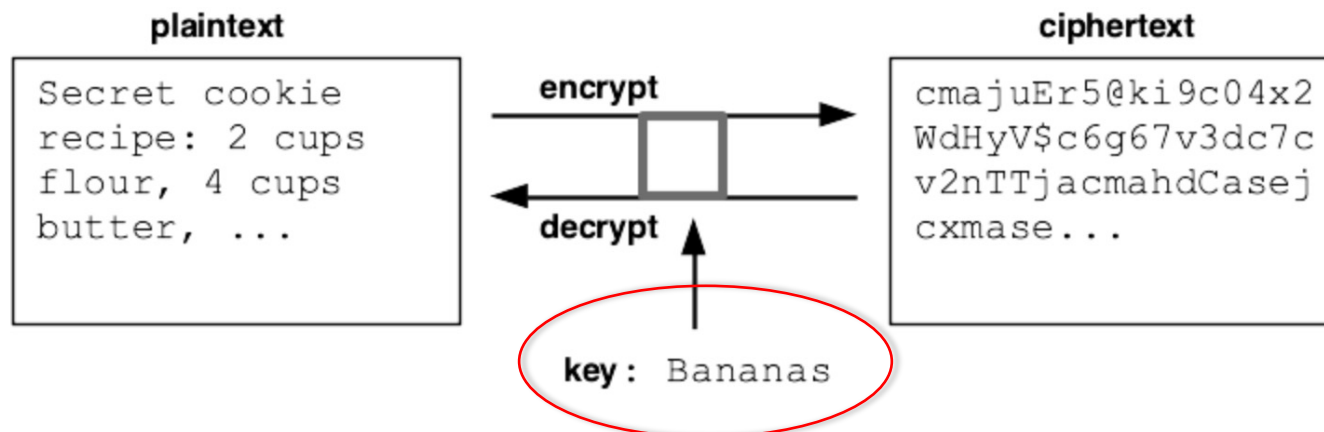 plaintext
Secret cookie
recipe: 2 cups
flour, 4 cups
butter, ...
encrypt
decrypt
key: Bananas
ciphertext
cmajuEr5@ki9c04x2
WdHyV$c6g67v3dc7c
v2nTTjacmahdCasej
cxmase...